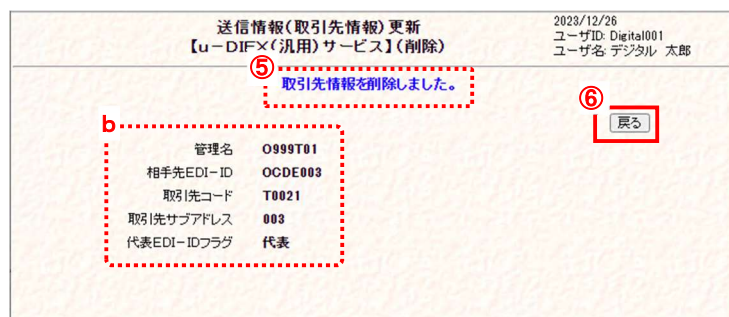 送信情報(取引先情報)更新
【u-DIFX(汎用)サービス】(削除)
2023/12/26
ユーザID: Digital001
ユーザ名: デジタル 太郎
⑤
取引先情報を削除しました。
⑥
戻る
b
管理名 O999T01
相手先EDI-ID OCDE003
取引先コード T0021
取引先サブアドレス 003
代表EDI-IDフラグ 代表